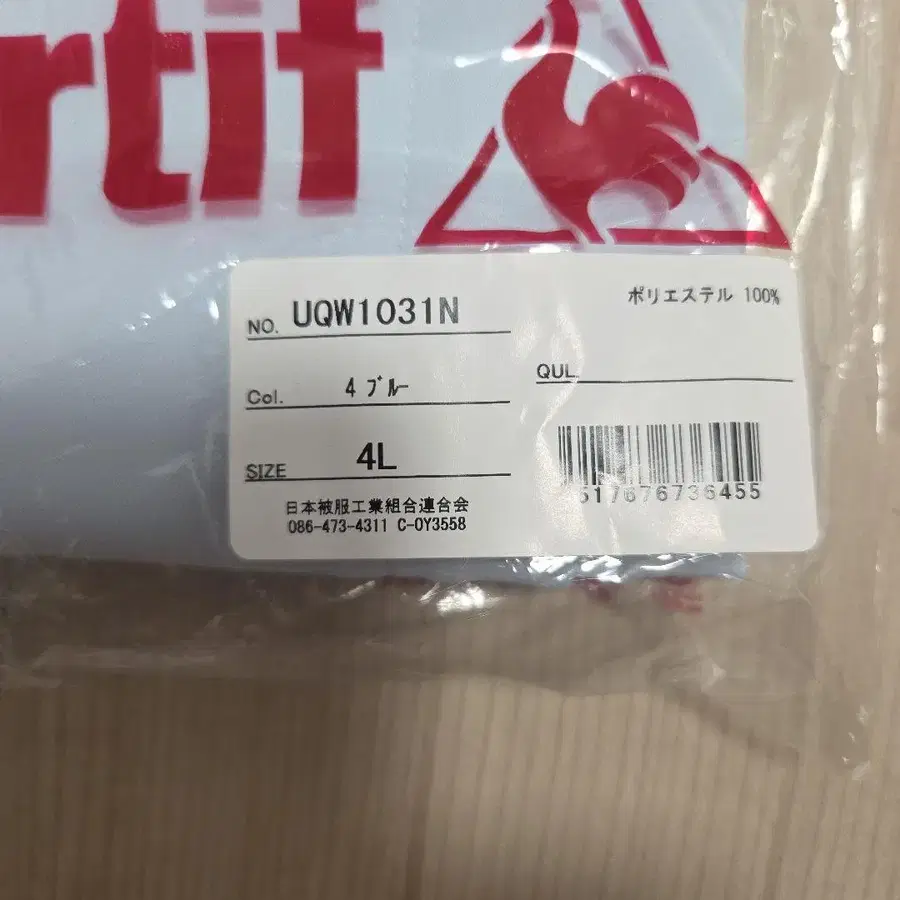 rtif
NO. UQW1031N
ポリエステル 100%
Col. 4 ブルー
QUL.
SIZE 4L
517676736455
日本被服工業組合連合会
086-473-4311 C-OY3558